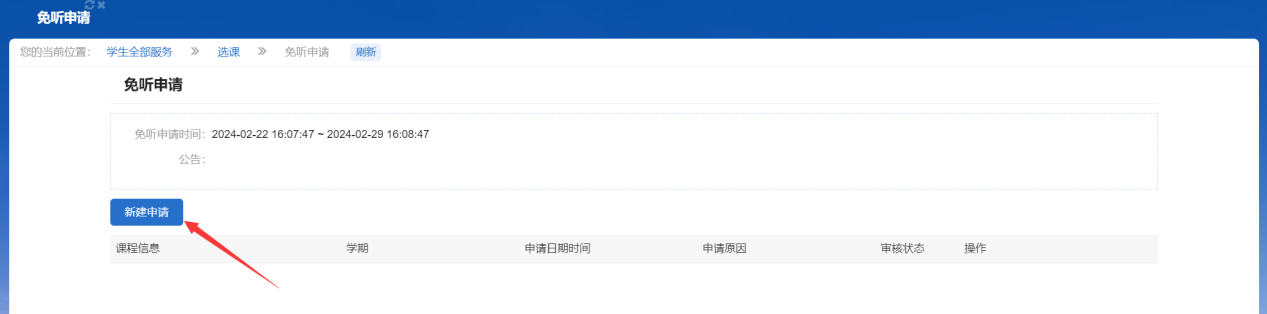 免听申请
您的当前位置： 学生全部服务 » 选课 » 免听申请 刷新
免听申请
免听申请时间：2024-02-22 16:07:47 ~ 2024-02-29 16:08:47
公告：
新建申请
课程信息 学期 申请日期时间 申请原因 审核状态 操作